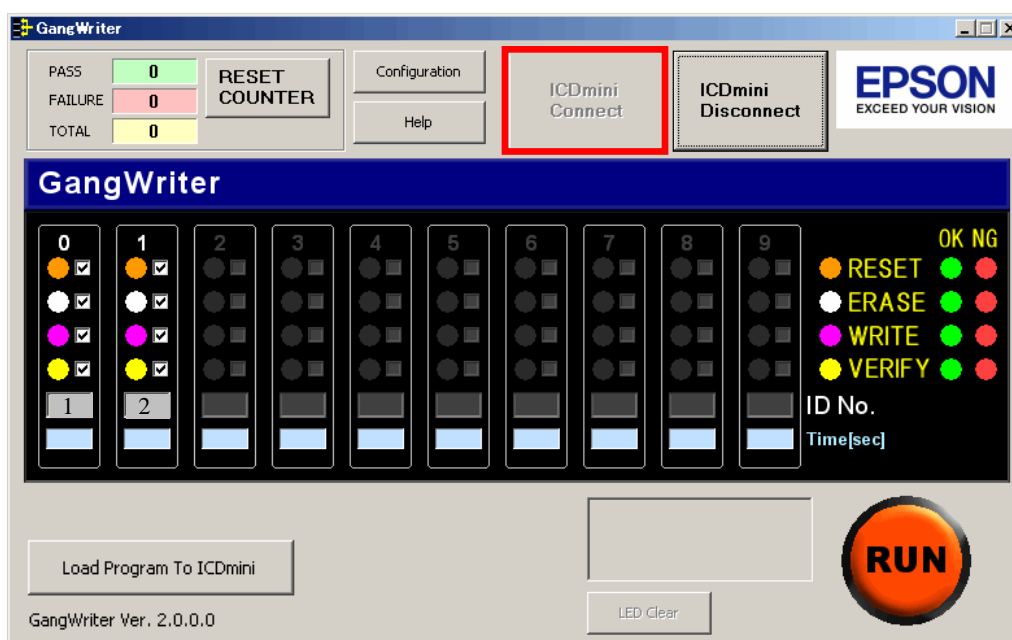 GangWriter
PASS 0
FAILURE 0
TOTAL 0
RESET
COUNTER
Configuration
Help
ICDmini
Connect
ICDmini
Disconnect
EPSON
EXCEED YOUR VISION
GangWriter
0 1 2 3 4 5 6 7 8 9
OK NG
RESET
ERASE
WRITE
VERIFY
1 2
ID No.
Time[sec]
Load Program To ICDmini
GangWriter Ver. 2.0.0.0
LED Clear
RUN